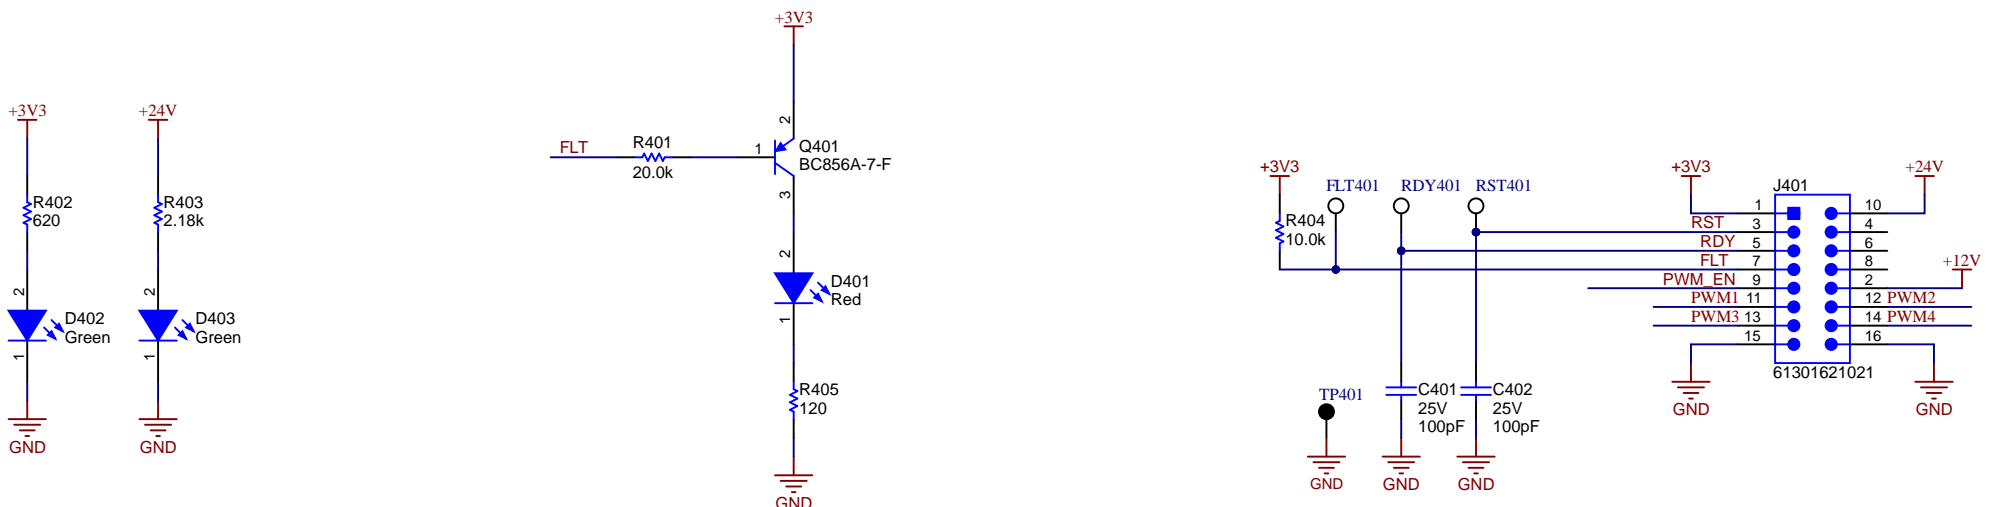 +3V3
R402
620
2
D402
Green
1
GND
+24V
R403
2.18k
2
D403
Green
1
GND
+3V3
2
FLT
R401
20.0k
1
Q401
BC856A-7-F
3
2
D401
Red
1
R405
120
GND
+3V3
R404
10.0k
FLT401
RDY401
RST401
TP401
GND
C401
25V
100pF
GND
C402
25V
100pF
GND
+3V3
+24V
J401
1
10
RST
3
4
RDY
5
6
FLT
7
8
+12V
PWM_EN
9
2
PWM1
11
12
PWM2
PWM3
13
14
PWM4
15
16
61301621021
GND
GND